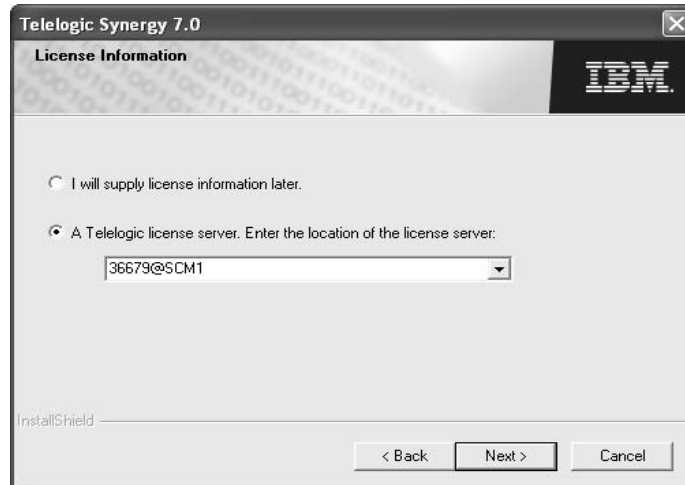 Telelogic Synergy 7.0
License Information
IBM.
I will supply license information later.
A Telelogic license server. Enter the location of the license server:
36679@SCM1
InstallShield
< Back Next > Cancel